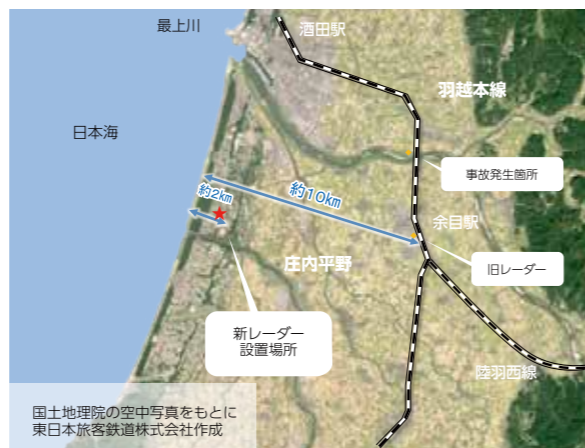 最上川
酒田駅
羽越本線
日本海
事故発生箇所
約2km
約10km
余目駅
旧レーダー
庄内平野
新レーダー
設置場所
陸羽西線
国土地理院の空中写真をもとに
東日本旅客鉄道株式会社作成